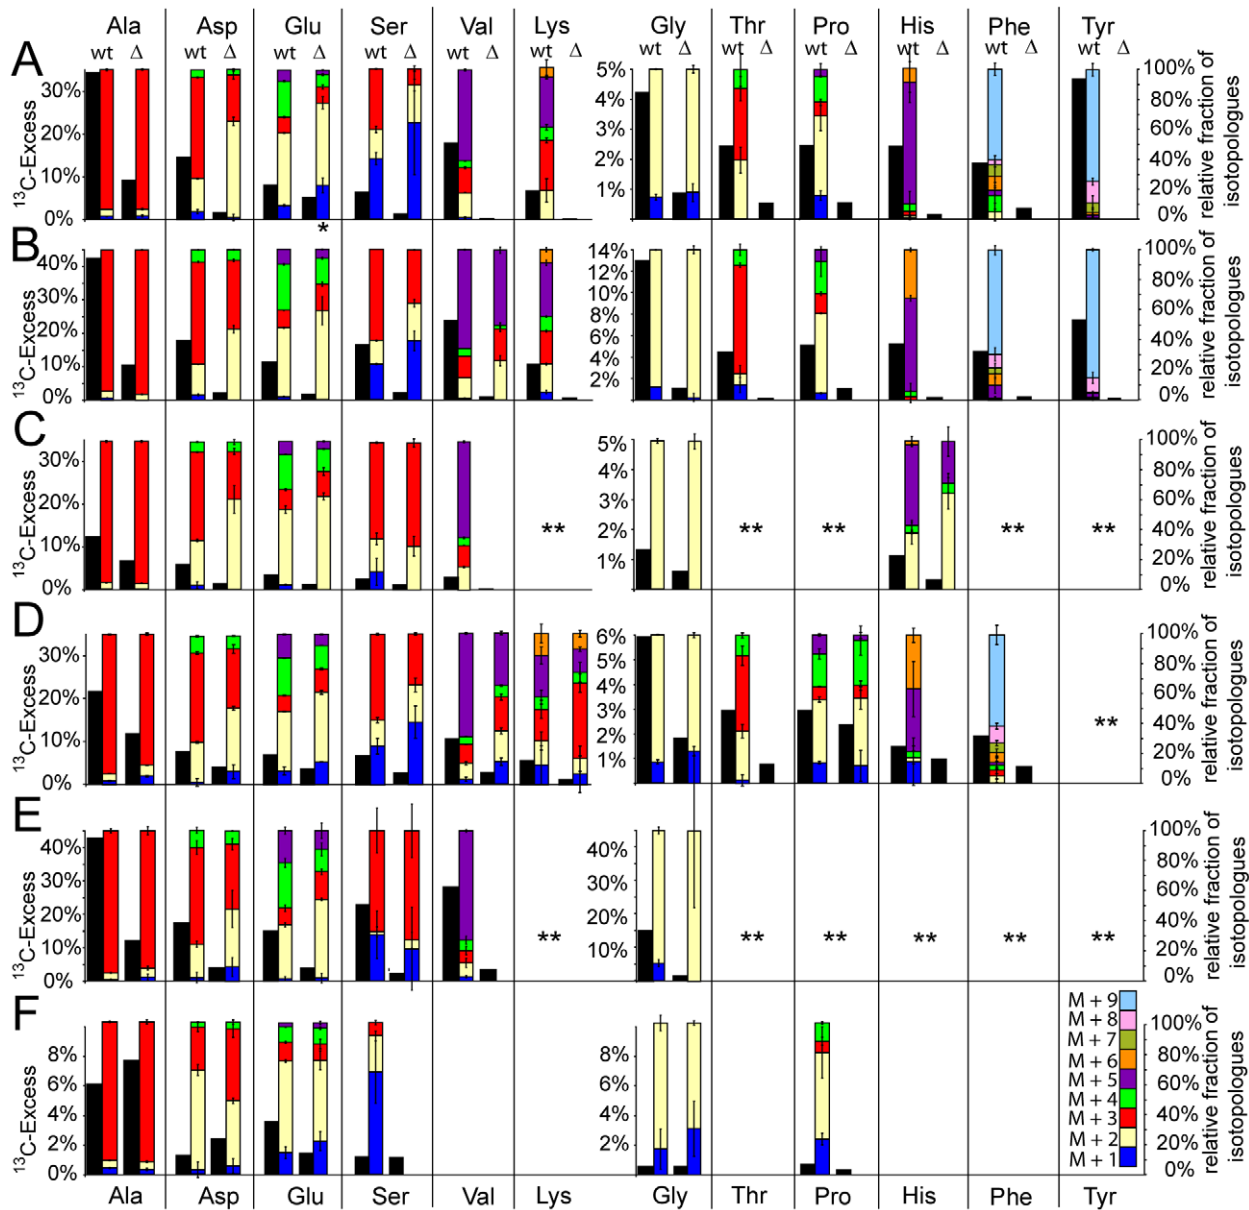 Ala Asp Glu Ser Val Lys Gly Thr Pro His Phe Tyr
wt Δ wt Δ wt Δ wt Δ wt Δ wt Δ wt Δ wt Δ wt Δ wt Δ wt Δ wt Δ
A
¹³C-Excess
30%
20%
10%
0%
5%
4%
3%
2%
1%
100%
80%
60%
40%
20%
0%
relative fraction of
isotopologues
*
B
¹³C-Excess
40%
30%
20%
10%
0%
14%
12%
10%
8%
6%
4%
2%
100%
80%
60%
40%
20%
0%
relative fraction of
isotopologues
C
¹³C-Excess
30%
20%
10%
0%
**
5%
4%
3%
2%
1%
** ** ** **
100%
80%
60%
40%
20%
0%
relative fraction of
isotopologues
D
¹³C-Excess
30%
20%
10%
0%
6%
5%
4%
3%
2%
1%
**
100%
80%
60%
40%
20%
0%
relative fraction of
isotopologues
E
¹³C-Excess
40%
30%
20%
10%
0%
**
40%
30%
20%
10%
** ** ** ** **
100%
80%
60%
40%
20%
0%
relative fraction of
isotopologues
F
¹³C-Excess
8%
6%
4%
2%
0%
8%
6%
4%
2%
M + 9
M + 8
M + 7
M + 6
M + 5
M + 4
M + 3
M + 2
M + 1
100%
80%
60%
40%
20%
0%
relative fraction of
isotopologues
Ala Asp Glu Ser Val Lys Gly Thr Pro His Phe Tyr